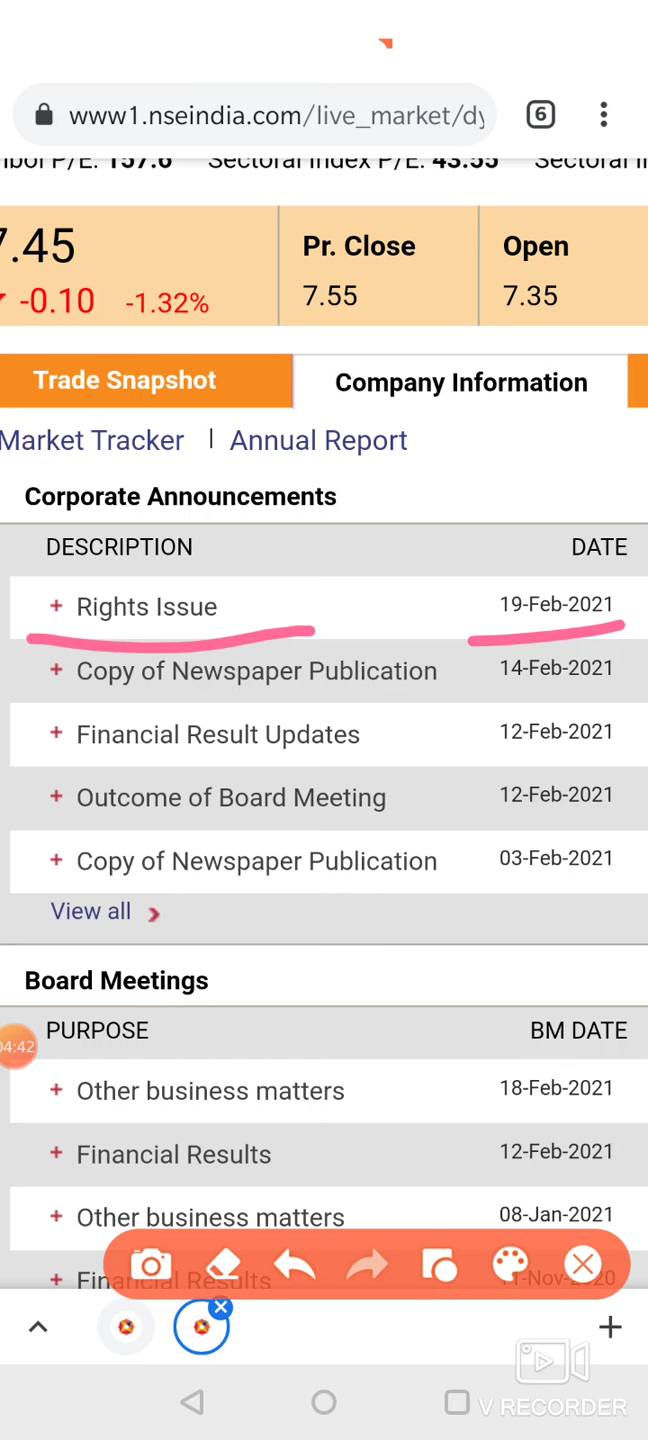 www1.nseindia.com/live_market/dy
6
P/E: 157.6 Sectoral Index P/E: 43.55 Sectoral
7.45
Pr. Close
Open
-0.10 -1.32%
7.55
7.35
Trade Snapshot
Company Information
Market Tracker | Annual Report
Corporate Announcements
DESCRIPTION DATE
+ Rights Issue 19-Feb-2021
+ Copy of Newspaper Publication 14-Feb-2021
+ Financial Result Updates 12-Feb-2021
+ Outcome of Board Meeting 12-Feb-2021
+ Copy of Newspaper Publication 03-Feb-2021
View all
Board Meetings
04:42
PURPOSE BM DATE
+ Other business matters 18-Feb-2021
+ Financial Results 12-Feb-2021
+ Other business matters 08-Jan-2021
+ Financial Results 11-Nov-2020
V RECORDER